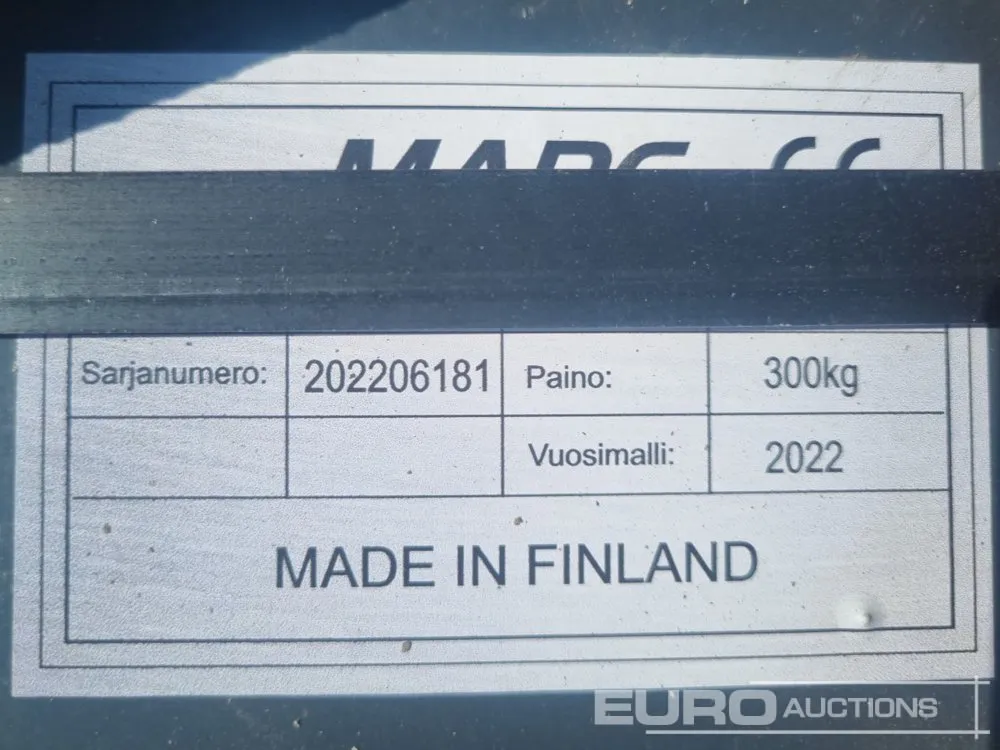 Sarjanumero: 202206181 Paino: 300kg
Vuosimalli: 2022
MADE IN FINLAND
EURO AUCTIONS